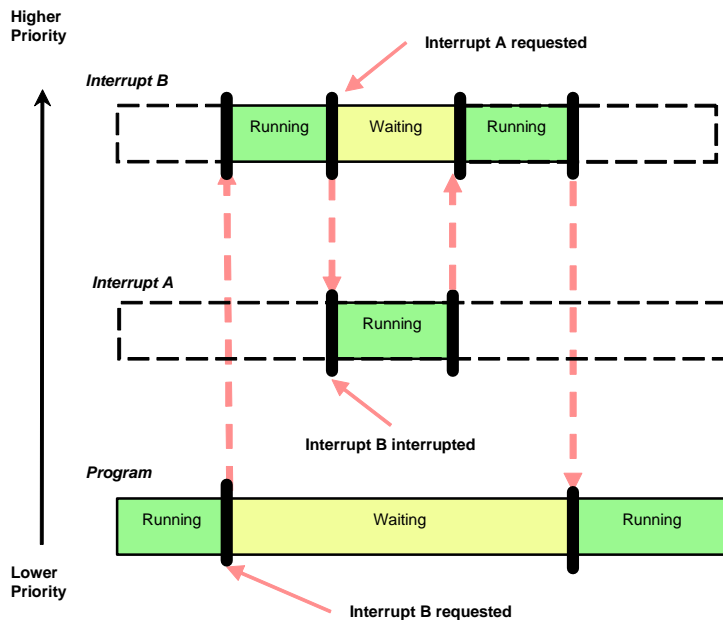 Higher
Priority
Interrupt A requested
Interrupt B
Running
Waiting
Running
Interrupt A
Running
Interrupt B interrupted
Program
Running
Waiting
Running
Lower
Priority
Interrupt B requested